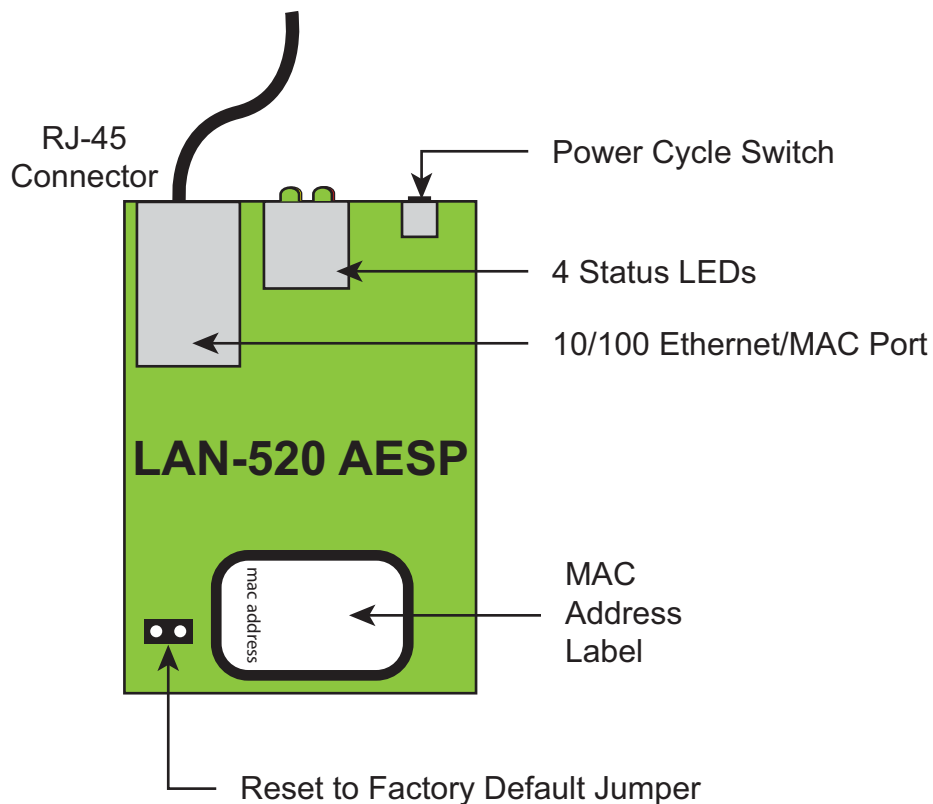 RJ-45
Connector
Power Cycle Switch
4 Status LEDs
10/100 Ethernet/MAC Port
LAN-520 AESP
mac address
MAC
Address
Label
Reset to Factory Default Jumper